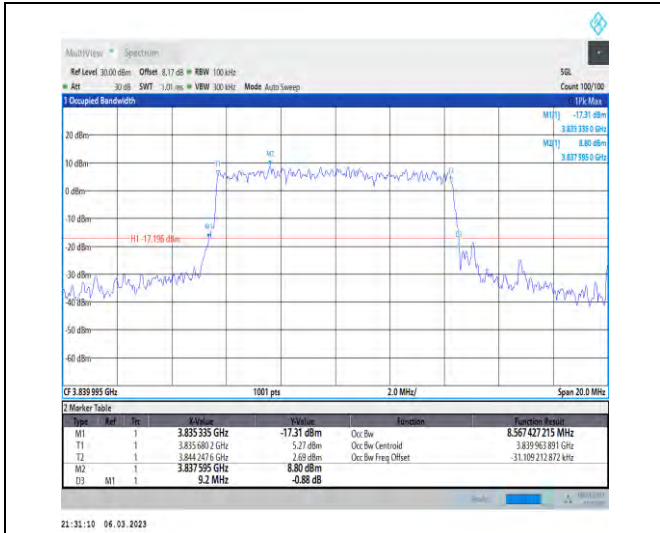 MultiView Spectrum
Ref Level 30.00 dBm Offset 8.17 dB RBW 100 kHz SGL
Att 30 dB SWT 1.01 ms VBW 300 kHz Mode Auto Sweep Count 100/100
1 Occupied Bandwidth 1Pk Max
M1[1] -17.31 dBm
3.835 335 0 GHz
M2[1] 8.80 dBm
3.837 595 0 GHz
20 dBm
M2
10 dBm
T1
0 dBm
-10 dBm
M1
H1 -17.196 dBm
D3
-20 dBm
-30 dBm
-40 dBm
-50 dBm
-60 dBm
CF 3.839 995 GHz 1001 pts 2.0 MHz/ Span 20.0 MHz
2 Marker Table
Type Ref Trc X-Value Y-Value Function Function Result
M1 1 3.835 335 GHz -17.31 dBm Occ Bw 8.567 427 215 MHz
T1 1 3.835 680 2 GHz 5.27 dBm Occ Bw Centroid 3.839 963 891 GHz
T2 1 3.844 247 6 GHz 2.69 dBm Occ Bw Freq Offset -31.109 212 872 kHz
M2 1 3.837 595 GHz 8.80 dBm
D3 M1 1 9.2 MHz -0.88 dB
21:31:10 06.03.2023